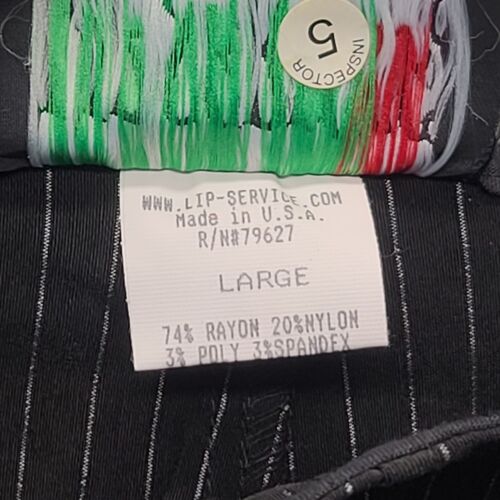 5
INSPECTOR
WWW.LIP-SERVICE.COM
Made in U.S.A.
R/N#79627
LARGE
74% RAYON 20%NYLON
3% POLY 3%SPANDEX